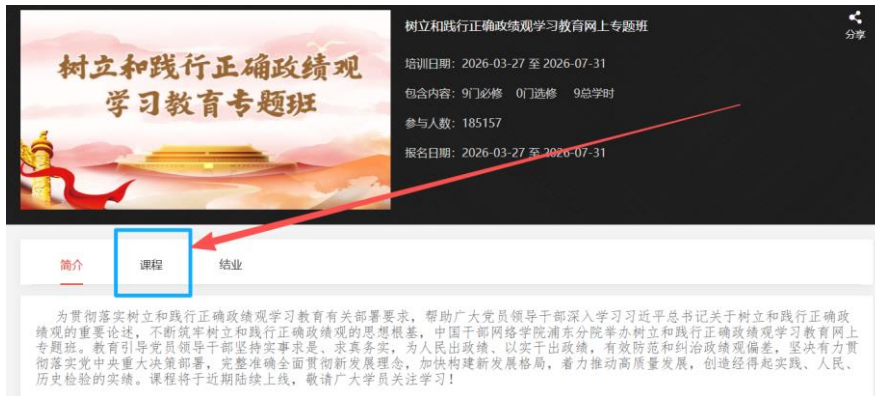 树立和践行正确政绩观
学习教育专题班
树立和践行正确政绩观学习教育网上专题班
分享
培训日期：2026-03-27 至 2026-07-31
包含内容：9门必修 0门选修 9总学时
参与人数：185157
报名日期：2026-03-27 至 2026-07-31
简介 课程 结业
为贯彻落实树立和践行正确政绩观学习教育有关部署要求，帮助广大党员领导干部深入学习习近平总书记关于树立和践行正确政
绩观的重要论述，不断筑牢树立和践行正确政绩观的思想根基，中国干部网络学院浦东分院举办树立和践行正确政绩观学习教育网上
专题班。教育引导党员领导干部坚持实事求是、求真务实，为人民出政绩、以实干出政绩，有效防范和纠治政绩观偏差，坚决有力贯
彻落实党中央重大决策部署，完整准确全面贯彻新发展理念，加快构建新发展格局，着力推动高质量发展，创造经得起实践、人民、
历史检验的实绩。课程将于近期陆续上线，敬请广大学员关注学习！